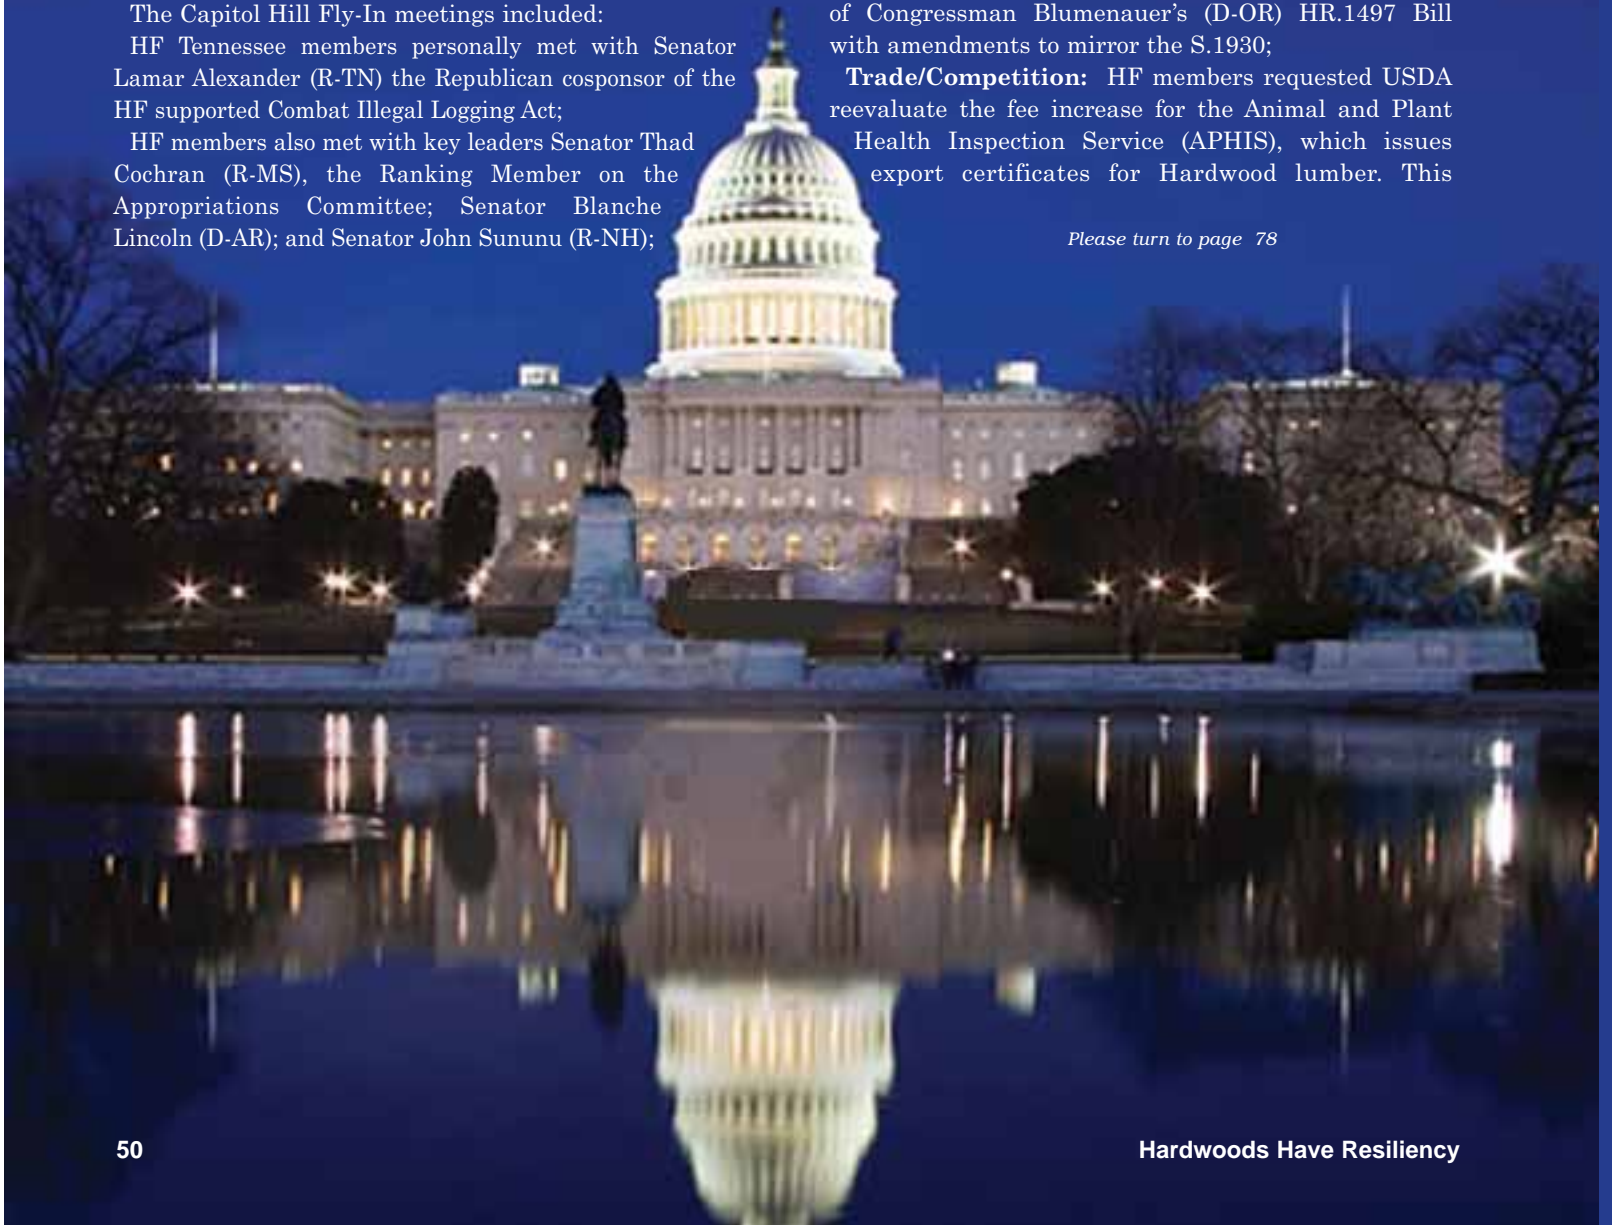 The Capitol Hill Fly-In meetings included:
HF Tennessee members personally met with Senator
Lamar Alexander (R-TN) the Republican cosponsor of the
HF supported Combat Illegal Logging Act;
HF members also met with key leaders Senator Thad
Cochran (R-MS), the Ranking Member on the
Appropriations Committee; Senator Blanche
Lincoln (D-AR); and Senator John Sununu (R-NH);
of Congressman Blumenauer's (D-OR) HR.1497 Bill
with amendments to mirror the S.1930;
Trade/Competition: HF members requested USDA
reevaluate the fee increase for the Animal and Plant
Health Inspection Service (APHIS), which issues
export certificates for Hardwood lumber. This
Please turn to page 78
50
Hardwoods Have Resiliency